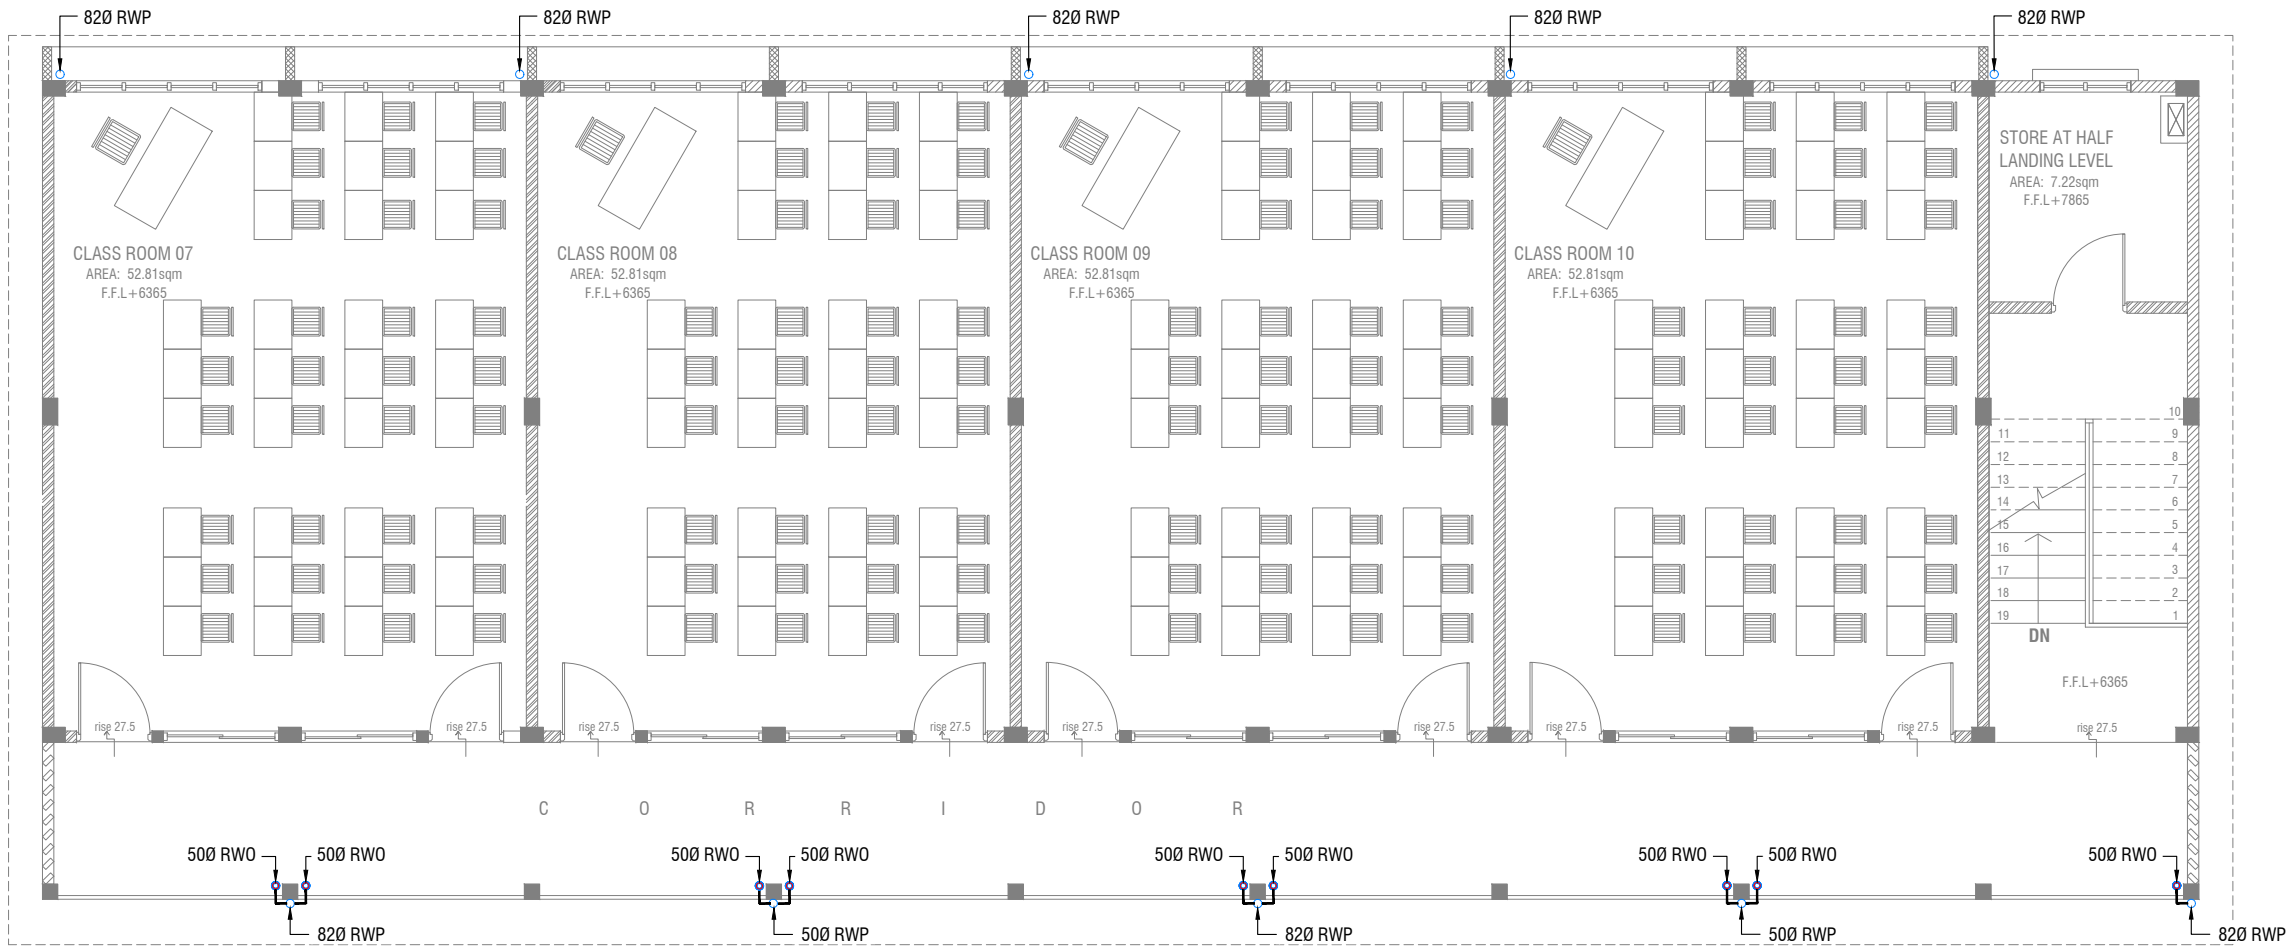 82Ø RWP
82Ø RWP
82Ø RWP
82Ø RWP
82Ø RWP
STORE AT HALF
LANDING LEVEL
AREA: 7.22sqm
F.F.L+7865
CLASS ROOM 07
AREA: 52.81sqm
F.F.L+6365
CLASS ROOM 08
AREA: 52.81sqm
F.F.L+6365
CLASS ROOM 09
AREA: 52.81sqm
F.F.L+6365
CLASS ROOM 10
AREA: 52.81sqm
F.F.L+6365
10
11
9
12
8
13
7
14
6
15
5
16
4
17
3
18
2
19
1
DN
F.F.L+6365
rise 27.5
rise 27.5
rise 27.5
rise 27.5
rise 27.5
rise 27.5
rise 27.5
rise 27.5
rise 27.5
C O R R I D O R
50Ø RWO
50Ø RWO
50Ø RWO
50Ø RWO
50Ø RWO
50Ø RWO
50Ø RWO
50Ø RWO
50Ø RWO
82Ø RWP
50Ø RWP
82Ø RWP
50Ø RWP
82Ø RWP